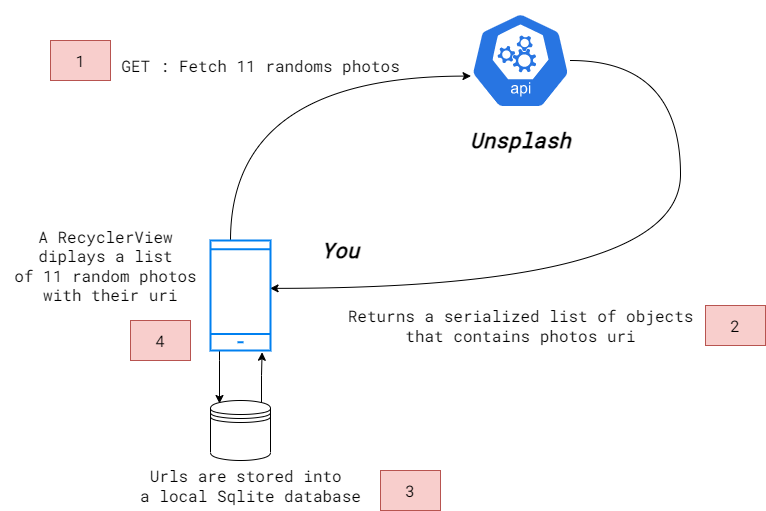 1
GET : Fetch 11 randoms photos
api
Unsplash
You
A RecyclerView
diplays a list
of 11 random photos
with their uri
4
Returns a serialized list of objects
that contains photos uri
2
Urls are stored into
a local Sqlite database
3